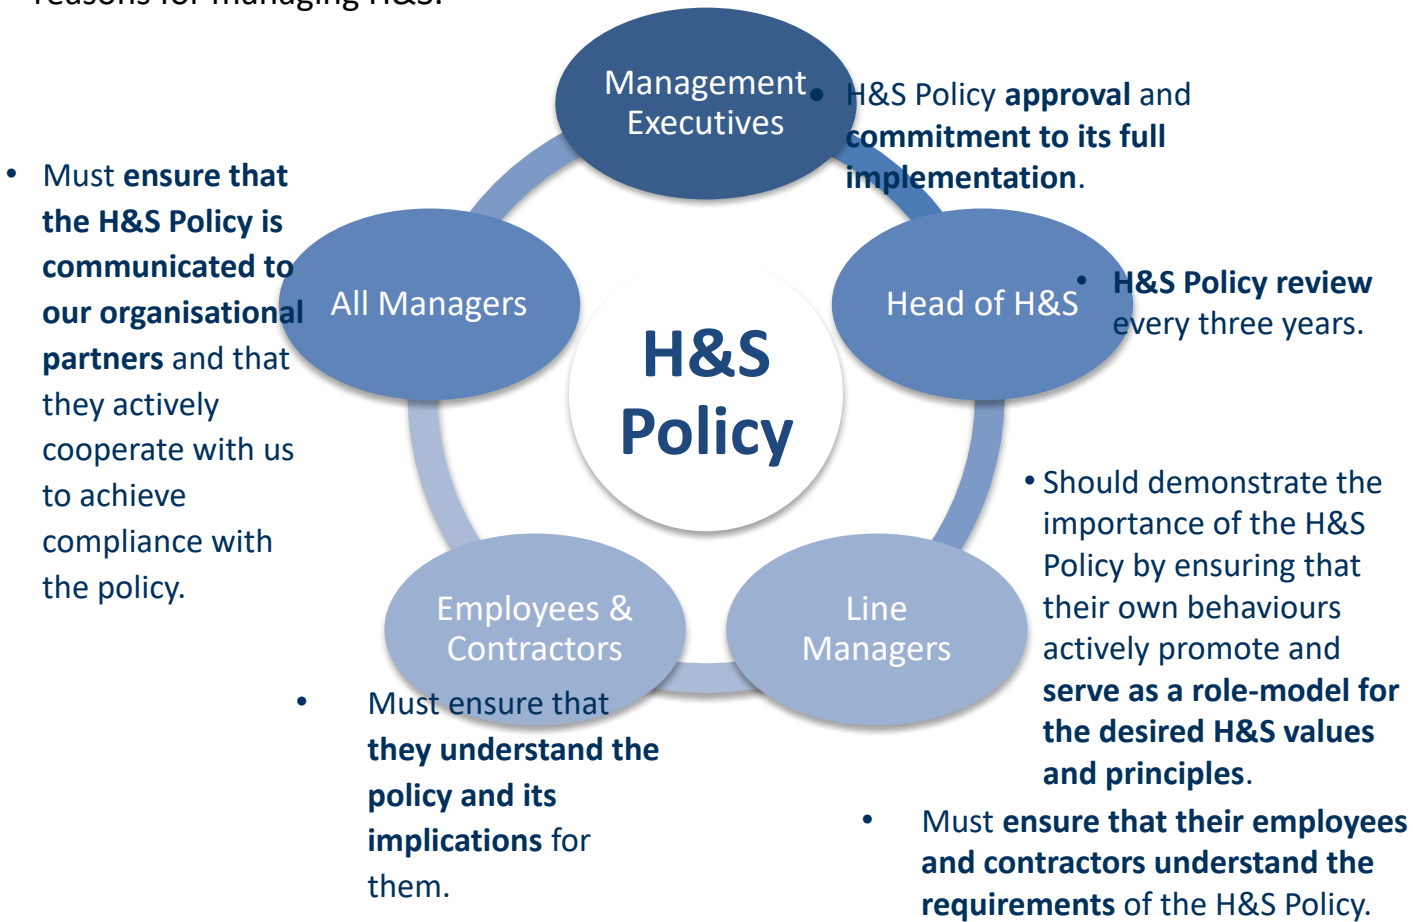 reasons for managing H&S.
Management
Executives
• H&S Policy approval and
commitment to its full
implementation.
Head of H&S
• H&S Policy review
every three years.
Line
Managers
• Should demonstrate the
importance of the H&S
Policy by ensuring that
their own behaviours
actively promote and
serve as a role-model for
the desired H&S values
and principles.
• Must ensure that their employees
and contractors understand the
requirements of the H&S Policy.
Employees &
Contractors
• Must ensure that
they understand the
policy and its
implications for
them.
All Managers
• Must ensure that
the H&S Policy is
communicated to
our organisational
partners and that
they actively
cooperate with us
to achieve
compliance with
the policy.
H&S
Policy